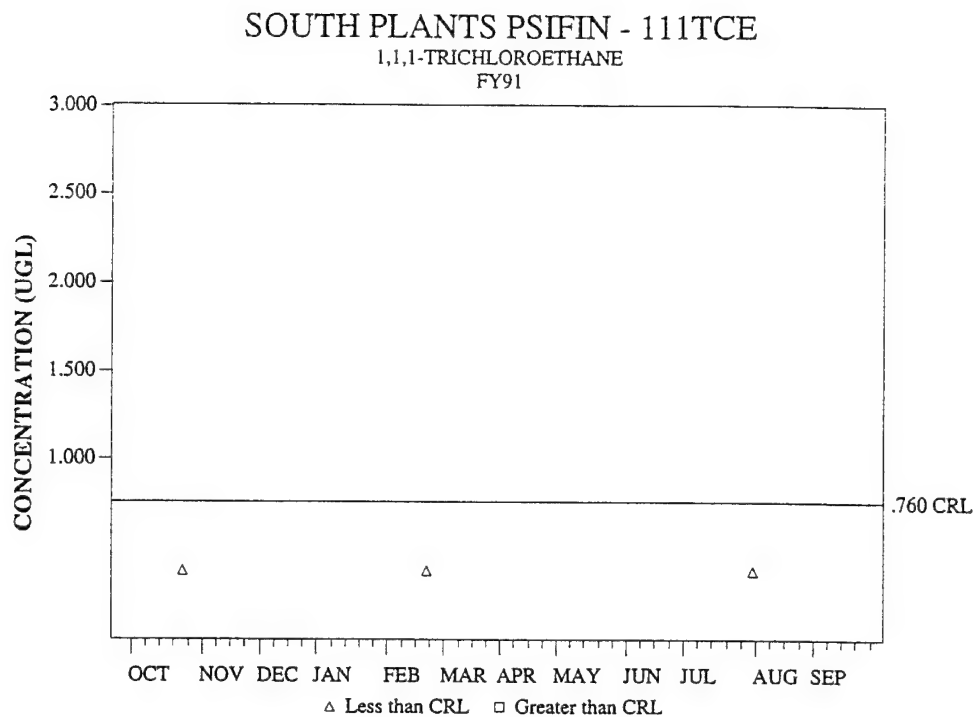 SOUTH PLANTS PSIFIN - 111TCE
1,1,1-TRICHLOROETHANE
FY91
3.000
2.500
2.000
1.500
1.000
CONCENTRATION (UGL)
.760 CRL
OCT NOV DEC JAN FEB MAR APR MAY JUN JUL AUG SEP
△ Less than CRL □ Greater than CRL